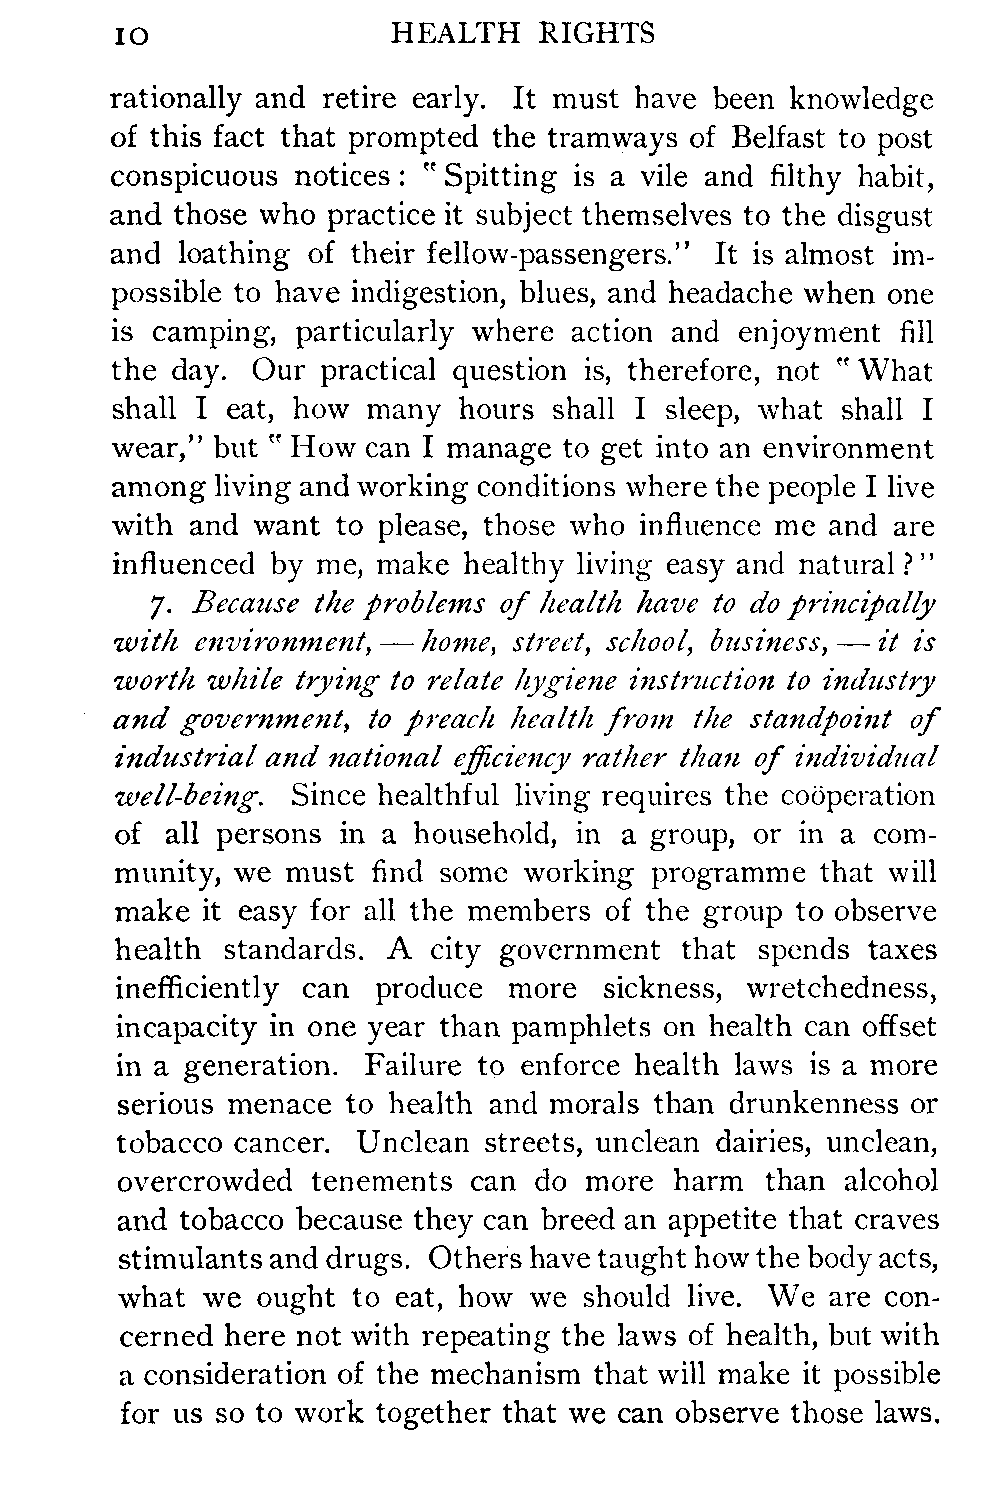 10 HEALTH RIGHTS
rationally and retire early. It must have been knowledge
of this fact that prompted the tramways of Belfast to post
conspicuous notices: "Spitting is a vile and filthy habit,
and those who practice it subject themselves to the disgust
and loathing of their fellow-passengers." It is almost im-
possible to have indigestion, blues, and headache when one
is camping, particularly where action and enjoyment fill
the day. Our practical question is, therefore, not "What
shall I eat, how many hours shall I sleep, what shall I
wear," but "How can I manage to get into an environment
among living and working conditions where the people I live
with and want to please, those who influence me and are
influenced by me, make healthy living easy and natural?"
7. Because the problems of health have to do principally
with environment, — home, street, school, business, — it is
worth while trying to relate hygiene instruction to industry
and government, to preach health from the standpoint of
industrial and national efficiency rather than of individual
well-being. Since healthful living requires the coöperation
of all persons in a household, in a group, or in a com-
munity, we must find some working programme that will
make it easy for all the members of the group to observe
health standards. A city government that spends taxes
inefficiently can produce more sickness, wretchedness,
incapacity in one year than pamphlets on health can offset
in a generation. Failure to enforce health laws is a more
serious menace to health and morals than drunkenness or
tobacco cancer. Unclean streets, unclean dairies, unclean,
overcrowded tenements can do more harm than alcohol
and tobacco because they can breed an appetite that craves
stimulants and drugs. Others have taught how the body acts,
what we ought to eat, how we should live. We are con-
cerned here not with repeating the laws of health, but with
a consideration of the mechanism that will make it possible
for us so to work together that we can observe those laws.